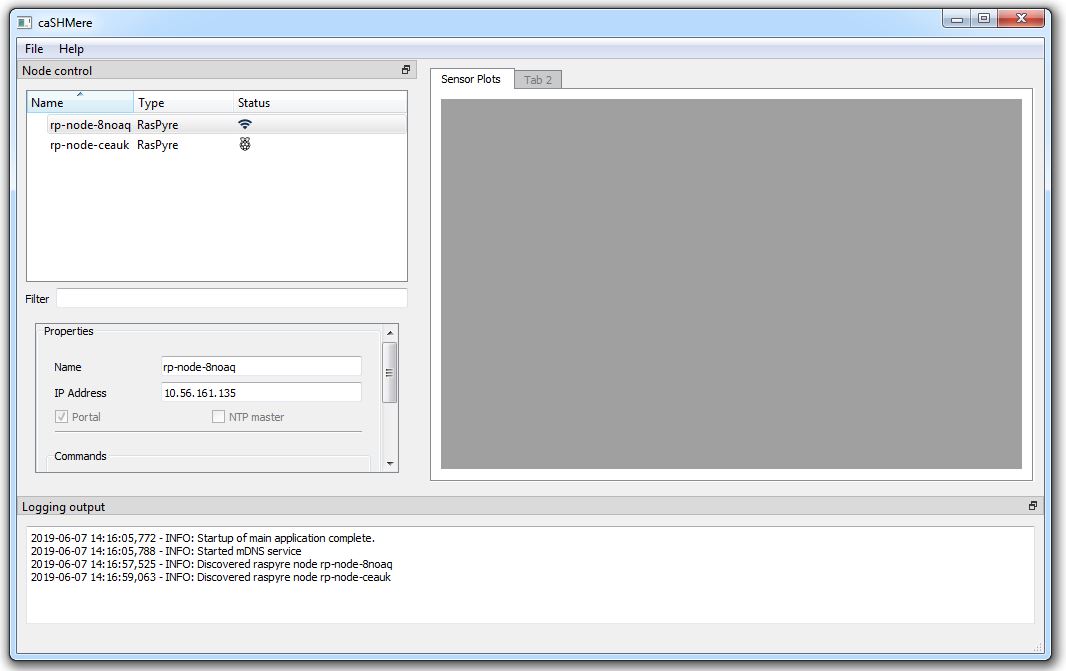 caSHMere
File Help
Node control
Name Type Status
rp-node-8noaq RasPyre
rp-node-ceauk RasPyre
Filter
Properties
Name rp-node-8noaq
IP Address 10.56.161.135
Portal NTP master
Commands
Sensor Plots Tab 2
Logging output
2019-06-07 14:16:05,772 - INFO: Startup of main application complete.
2019-06-07 14:16:05,788 - INFO: Started mDNS service
2019-06-07 14:16:57,525 - INFO: Discovered raspyre node rp-node-8noaq
2019-06-07 14:16:59,063 - INFO: Discovered raspyre node rp-node-ceauk